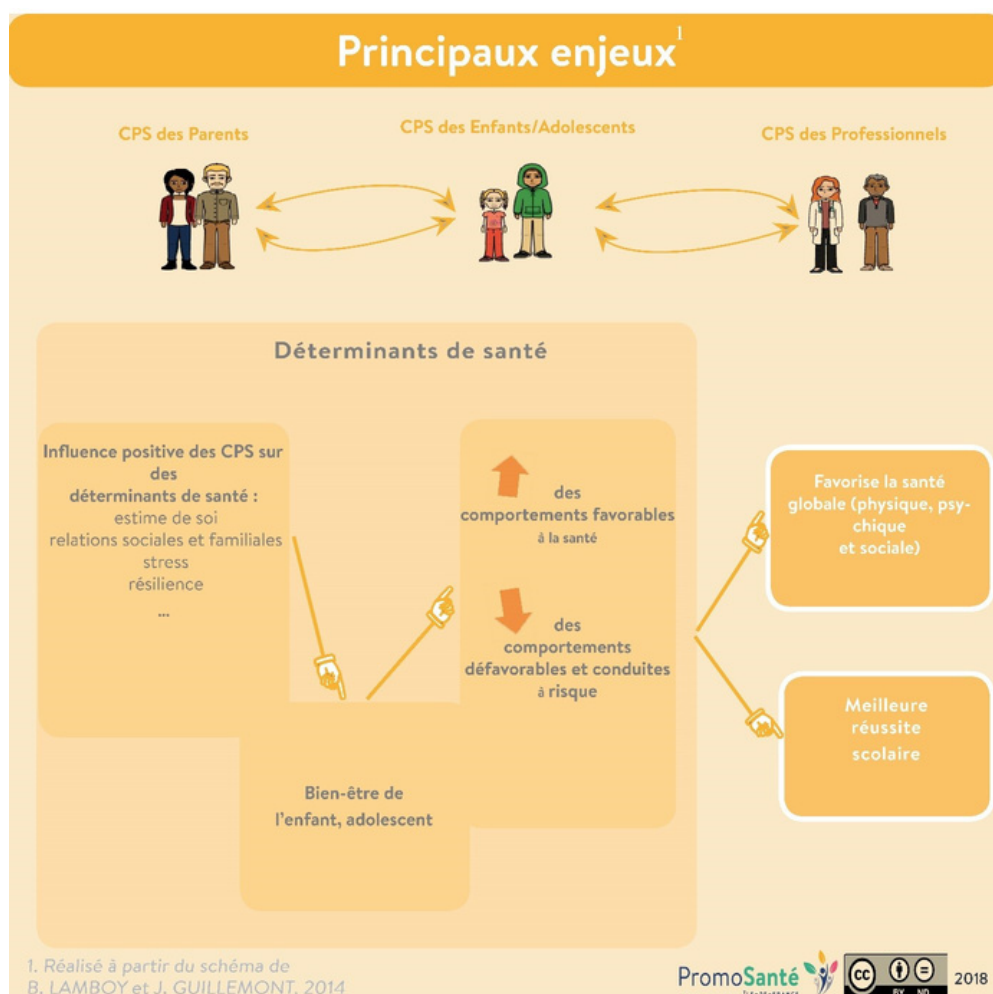 Principaux enjeux¹
CPS des Parents
CPS des Enfants/Adolescents
CPS des Professionnels
Déterminants de santé
Influence positive des CPS sur
des
déterminants de santé :
estime de soi
relations sociales et familiales
stress
résilience
...
des
comportements favorables
à la santé
des
comportements
défavorables et conduites
à risque
Bien-être de
l'enfant, adolescent
Favorise la santé
globale (physique, psy-
chique
et sociale)
Meilleure
réussite
scolaire
1. Réalisé à partir du schéma de
B. LAMBOY et J. GUILLEMONT, 2014
PromoSanté
cc
BY ND
2018